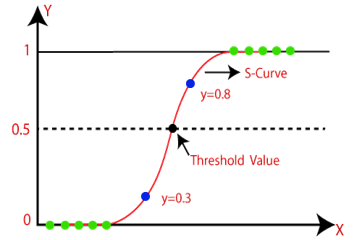 Y
1
S-Curve
y=0.8
0.5
Threshold Value
y=0.3
0
X